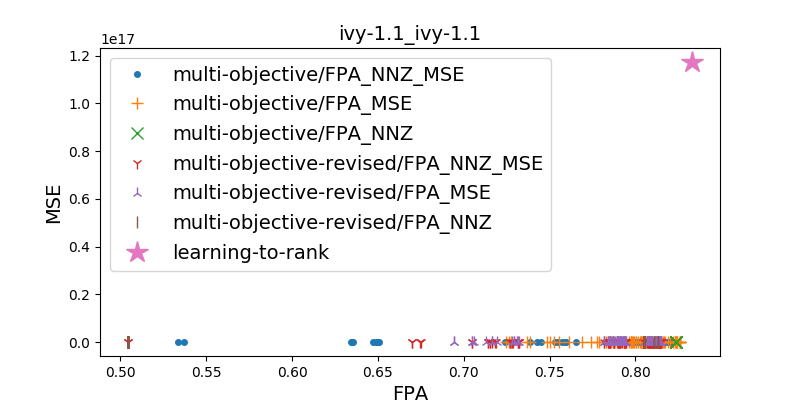 ivy-1.1_ivy-1.1
1e17
1.2
1.0
0.8
0.6
0.4
0.2
0.0
MSE
multi-objective/FPA_NNZ_MSE
multi-objective/FPA_MSE
multi-objective/FPA_NNZ
multi-objective-revised/FPA_NNZ_MSE
multi-objective-revised/FPA_MSE
multi-objective-revised/FPA_NNZ
learning-to-rank
0.50 0.55 0.60 0.65 0.70 0.75 0.80
FPA